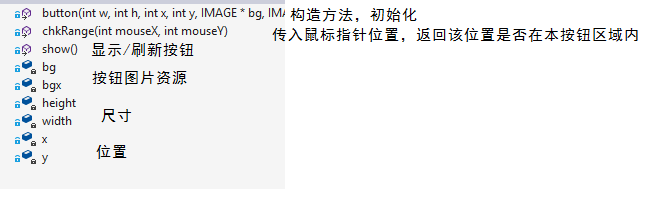 button(int w, int h, int x, int y, IMAGE * bg, IM 构造方法，初始化
chkRange(int mouseX, int mouseY) 传入鼠标指针位置，返回该位置是否在本按钮区域内
show() 显示/刷新按钮
bg
按钮图片资源
bgx
height
尺寸
width
x
位置
y